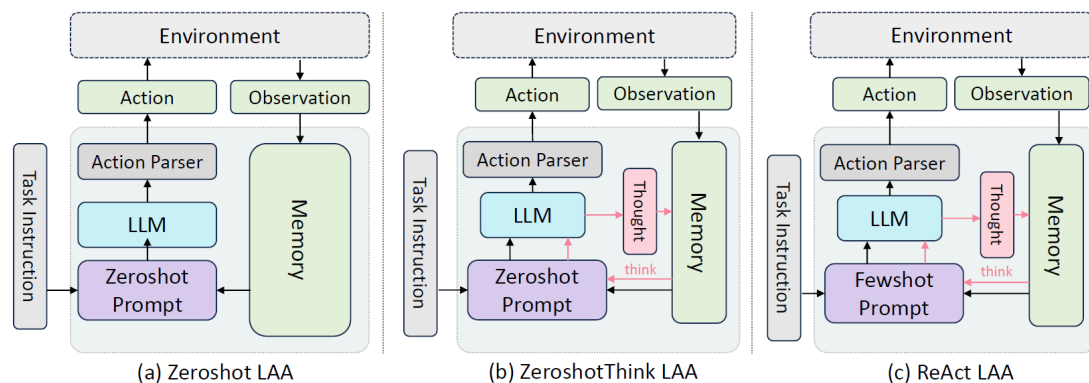 Environment
Action
Observation
Action Parser
LLM
Zeroshot
Prompt
Memory
Task Instruction
(a) Zeroshot LAA
Environment
Action
Observation
Action Parser
LLM
Thought
think
Zeroshot
Prompt
Memory
Task Instruction
(b) ZeroshotThink LAA
Environment
Action
Observation
Action Parser
LLM
Thought
think
Fewshot
Prompt
Memory
Task Instruction
(c) ReAct LAA